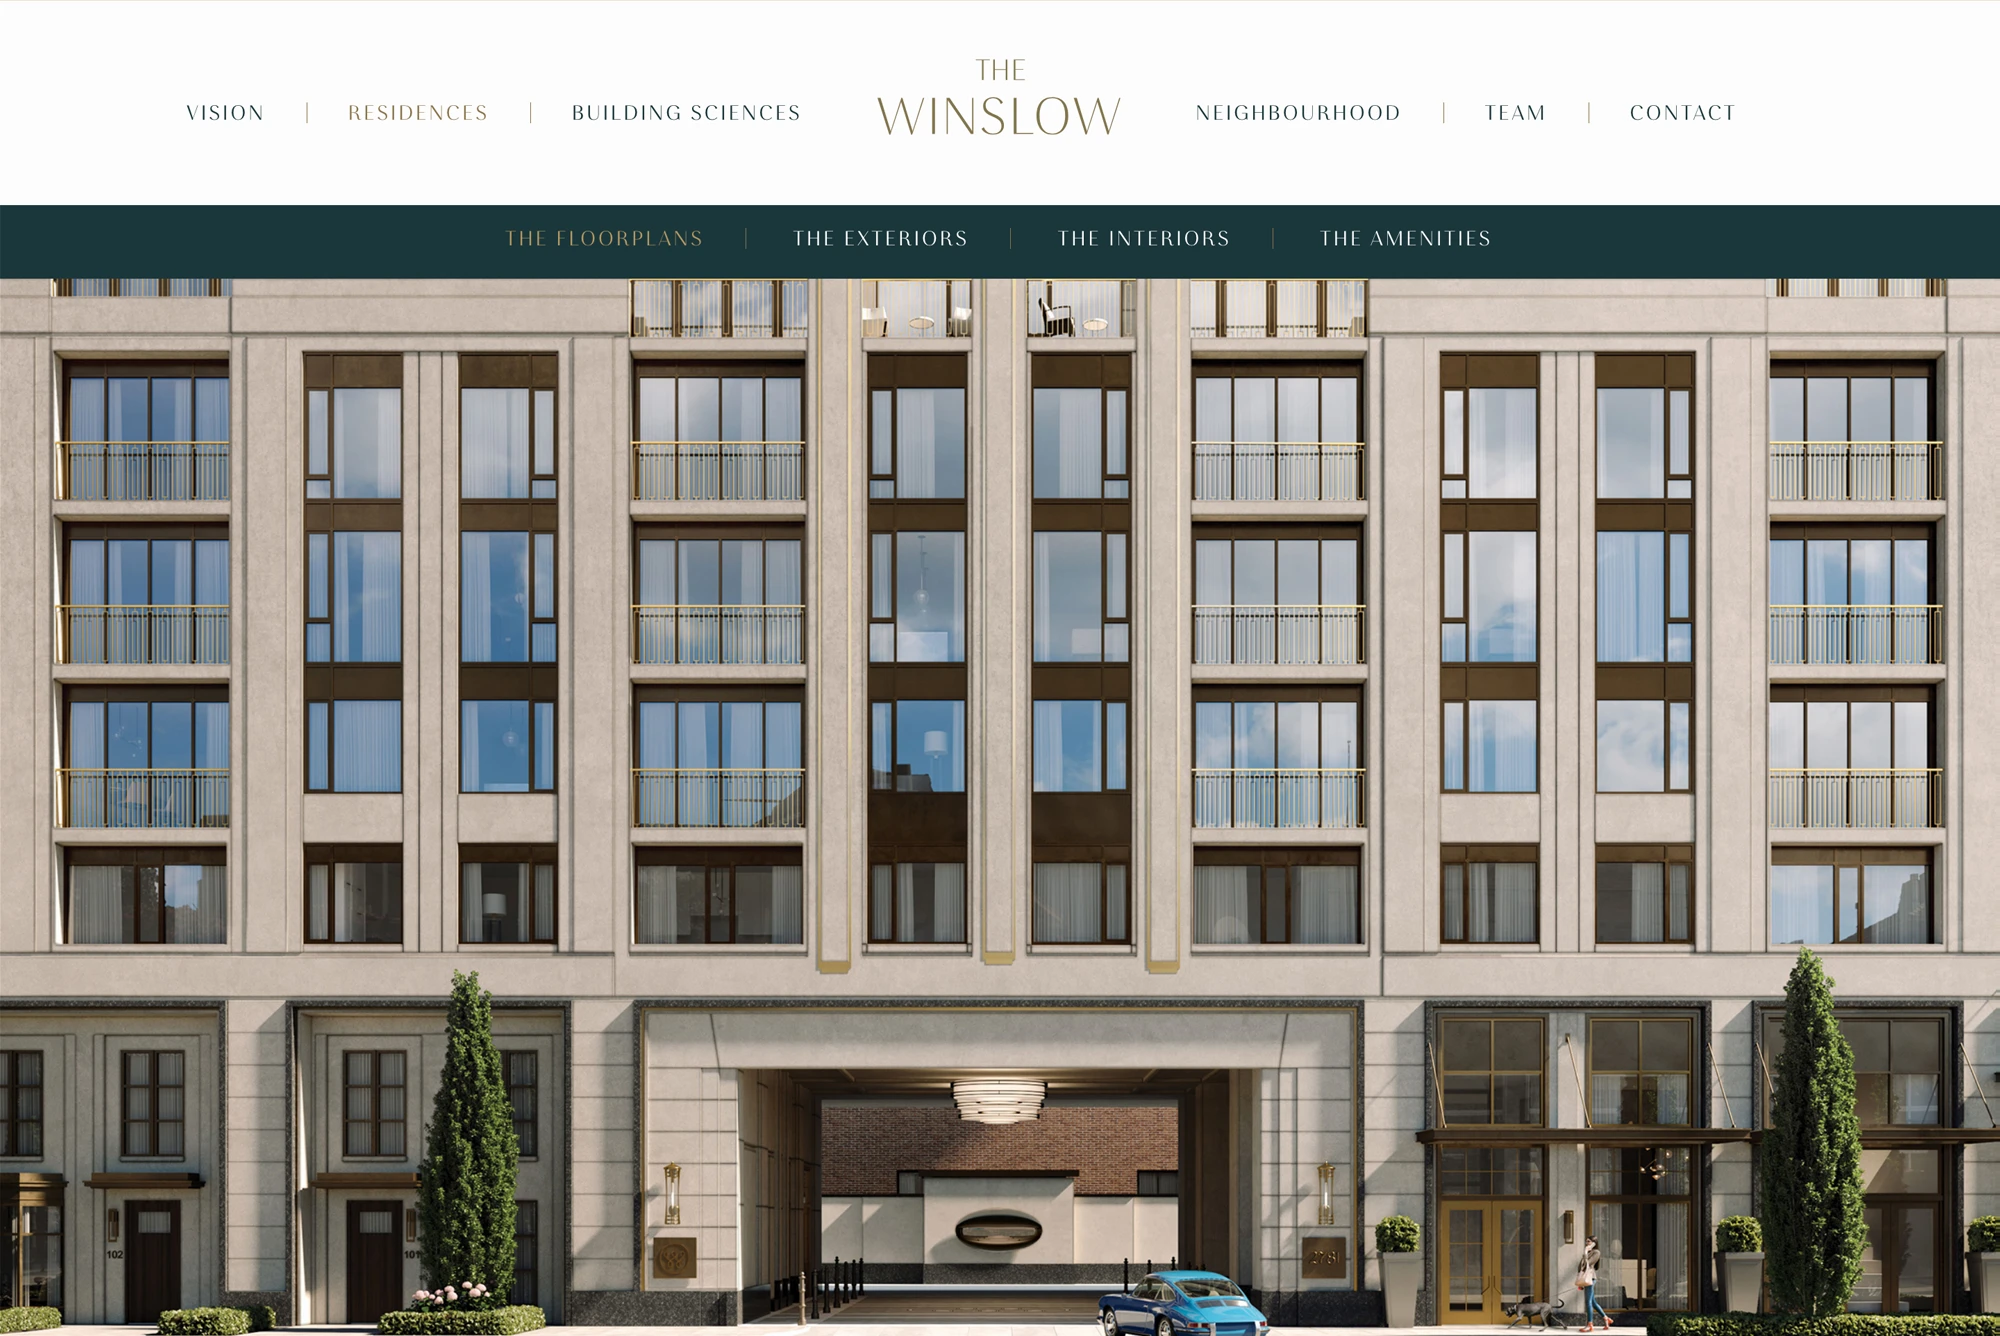 THE
WINSLOW
VISION | RESIDENCES | BUILDING SCIENCES
NEIGHBOURHOOD | TEAM | CONTACT
THE FLOORPLANS | THE EXTERIORS | THE INTERIORS | THE AMENITIES
102
101
2781